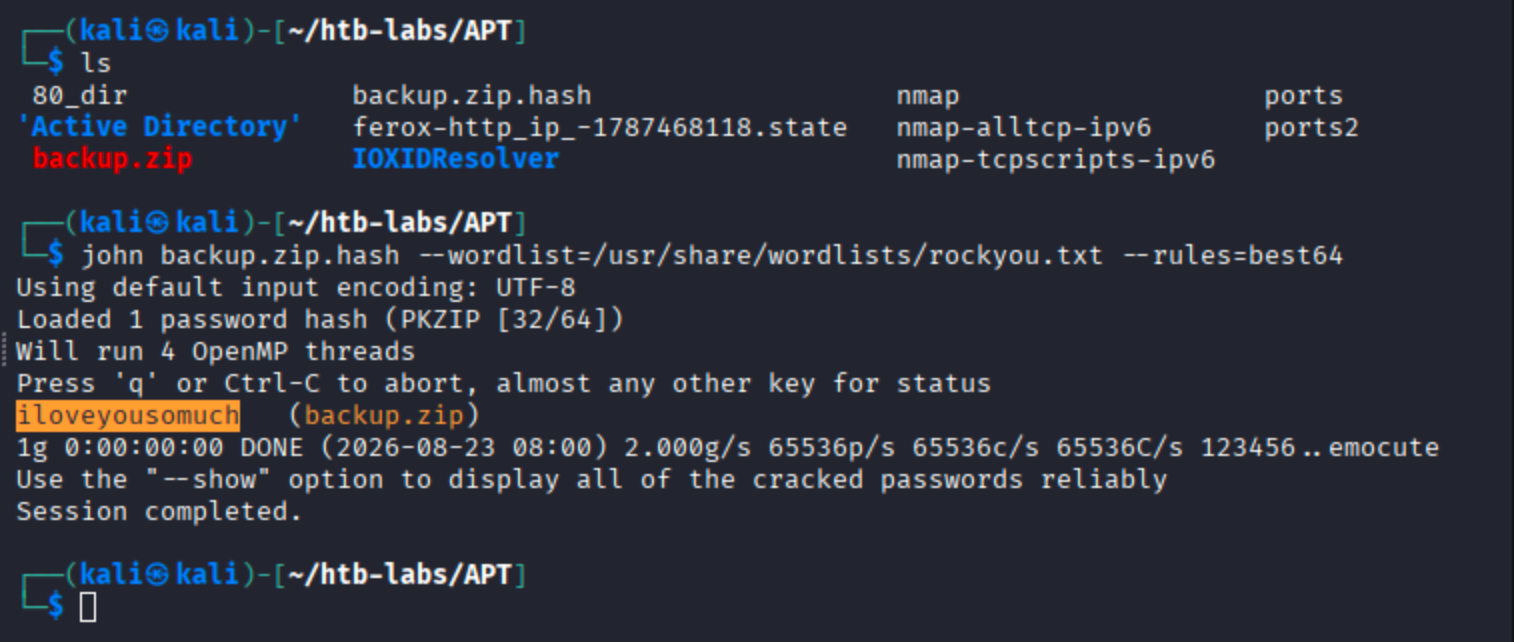 ┌──(kali㉿kali)-[~/htb-labs/APT]
└─$ ls
 80_dir              backup.zip.hash                   nmap                   ports
'Active Directory'   ferox-http_ip_-1787468118.state   nmap-alltcp-ipv6       ports2
 backup.zip          IOXIDResolver                     nmap-tcpscripts-ipv6
┌──(kali㉿kali)-[~/htb-labs/APT]
└─$ john backup.zip.hash --wordlist=/usr/share/wordlists/rockyou.txt --rules=best64
Using default input encoding: UTF-8
Loaded 1 password hash (PKZIP [32/64])
Will run 4 OpenMP threads
Press 'q' or Ctrl-C to abort, almost any other key for status
iloveyousomuch   (backup.zip)
1g 0:00:00:00 DONE (2026-08-23 08:00) 2.000g/s 65536p/s 65536c/s 65536C/s 123456..emocute
Use the "--show" option to display all of the cracked passwords reliably
Session completed.
┌──(kali㉿kali)-[~/htb-labs/APT]
└─$